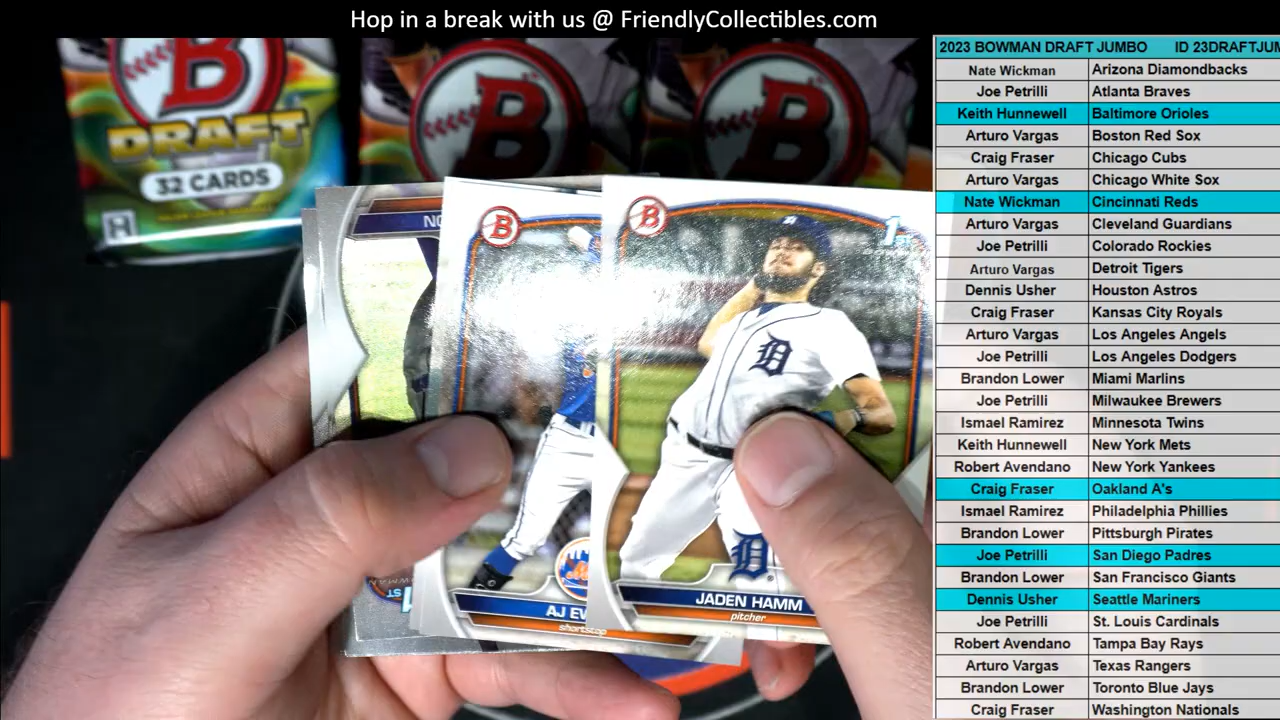 Hop in a break with us @ FriendlyCollectibles.com
2023 BOWMAN DRAFT JUMBO ID 23DRAFTJUM
Nate Wickman Arizona Diamondbacks
Joe Petrilli Atlanta Braves
Keith Hunnewell Baltimore Orioles
Arturo Vargas Boston Red Sox
Craig Fraser Chicago Cubs
Arturo Vargas Chicago White Sox
Nate Wickman Cincinnati Reds
Arturo Vargas Cleveland Guardians
Joe Petrilli Colorado Rockies
Arturo Vargas Detroit Tigers
Dennis Usher Houston Astros
Craig Fraser Kansas City Royals
Arturo Vargas Los Angeles Angels
Joe Petrilli Los Angeles Dodgers
Brandon Lower Miami Marlins
Joe Petrilli Milwaukee Brewers
Ismael Ramirez Minnesota Twins
Keith Hunnewell New York Mets
Robert Avendano New York Yankees
Craig Fraser Oakland A's
Ismael Ramirez Philadelphia Phillies
Brandon Lower Pittsburgh Pirates
Joe Petrilli San Diego Padres
Brandon Lower San Francisco Giants
Dennis Usher Seattle Mariners
Joe Petrilli St. Louis Cardinals
Robert Avendano Tampa Bay Rays
Arturo Vargas Texas Rangers
Brandon Lower Toronto Blue Jays
Craig Fraser Washington Nationals
B
DRAFT
32 CARDS
H
B
B
NO
B
B
1st
D
Mets
D
AJ EW
shortstop
JADEN HAMM
pitcher
1ST